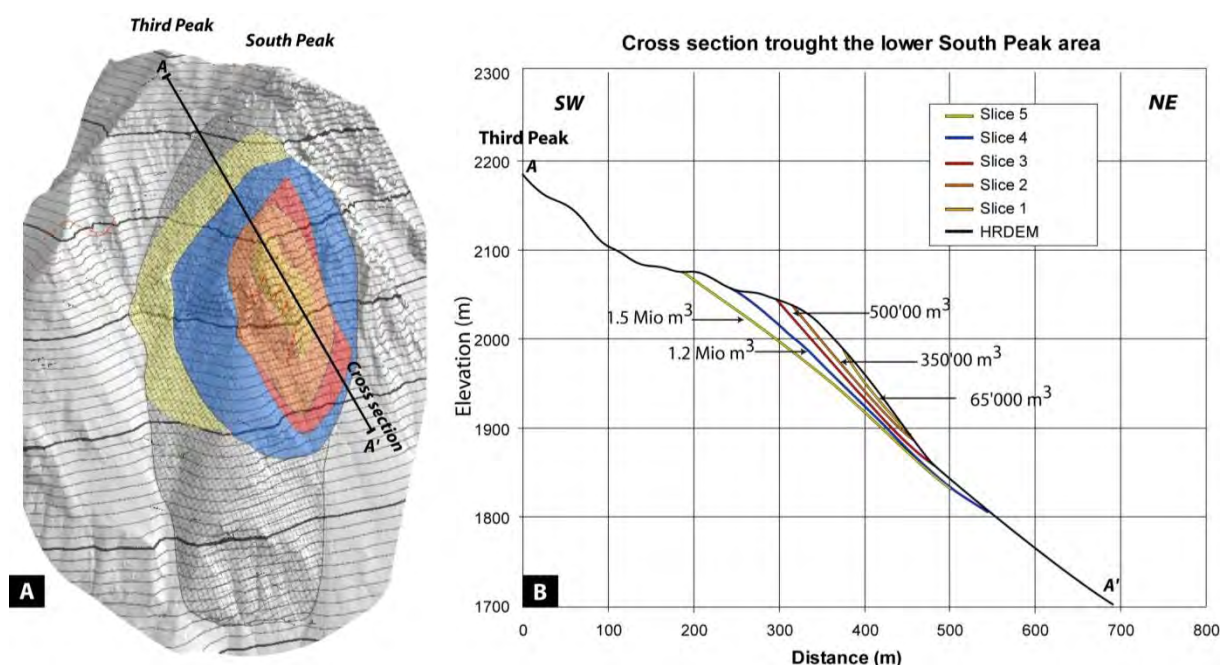 Third Peak
South Peak
A
Cross section
A'
A
Cross section trought the lower South Peak area
2300
2200
2100
2000
1900
1800
1700
Elevation (m)
SW
NE
Third Peak
A
Slice 5
Slice 4
Slice 3
Slice 2
Slice 1
HRDEM
1.5 Mio m³
1.2 Mio m³
500'00 m³
350'00 m³
65'000 m³
A'
B
0 100 200 300 400 500 600 700 800
Distance (m)